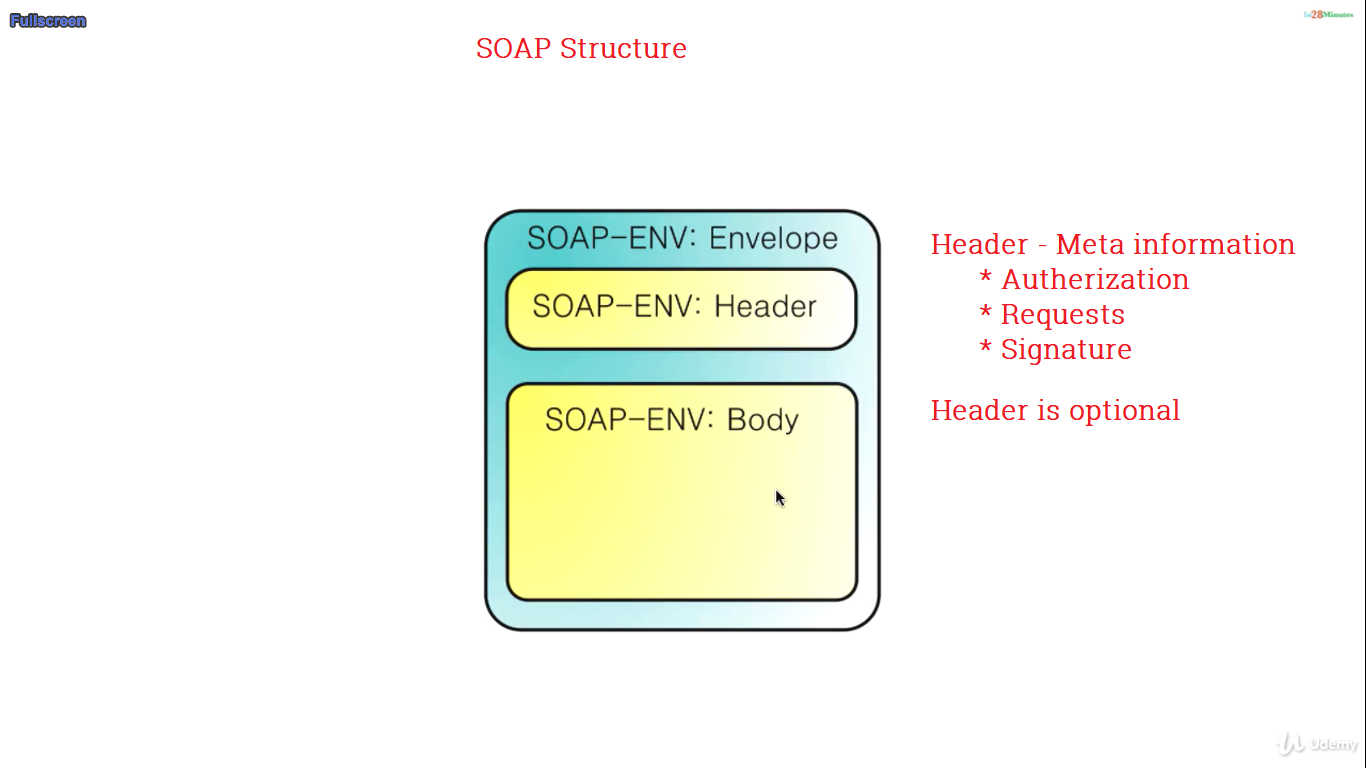 Fullscreen
in28Minutes
SOAP Structure
SOAP-ENV: Envelope
SOAP-ENV: Header
SOAP-ENV: Body
Header - Meta information
* Autherization
* Requests
* Signature
Header is optional
Udemy